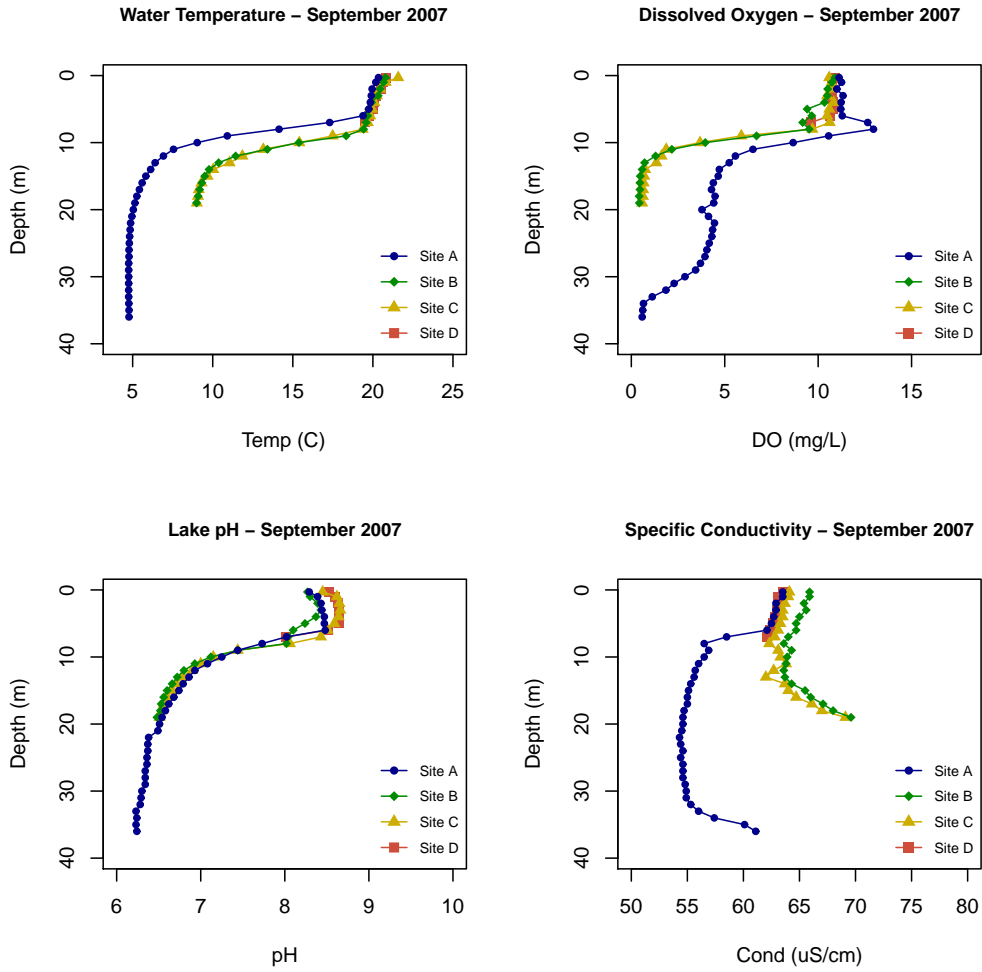 Water Temperature – September 2007
0
10
20
30
40
Depth (m)
Site A
Site B
Site C
Site D
5 10 15 20 25
Temp (C)
Dissolved Oxygen – September 2007
0
10
20
30
40
Depth (m)
Site A
Site B
Site C
Site D
0 5 10 15
DO (mg/L)
Lake pH – September 2007
0
10
20
30
40
Depth (m)
Site A
Site B
Site C
Site D
6 7 8 9 10
pH
Specific Conductivity – September 2007
0
10
20
30
40
Depth (m)
Site A
Site B
Site C
Site D
50 55 60 65 70 75 80
Cond (uS/cm)